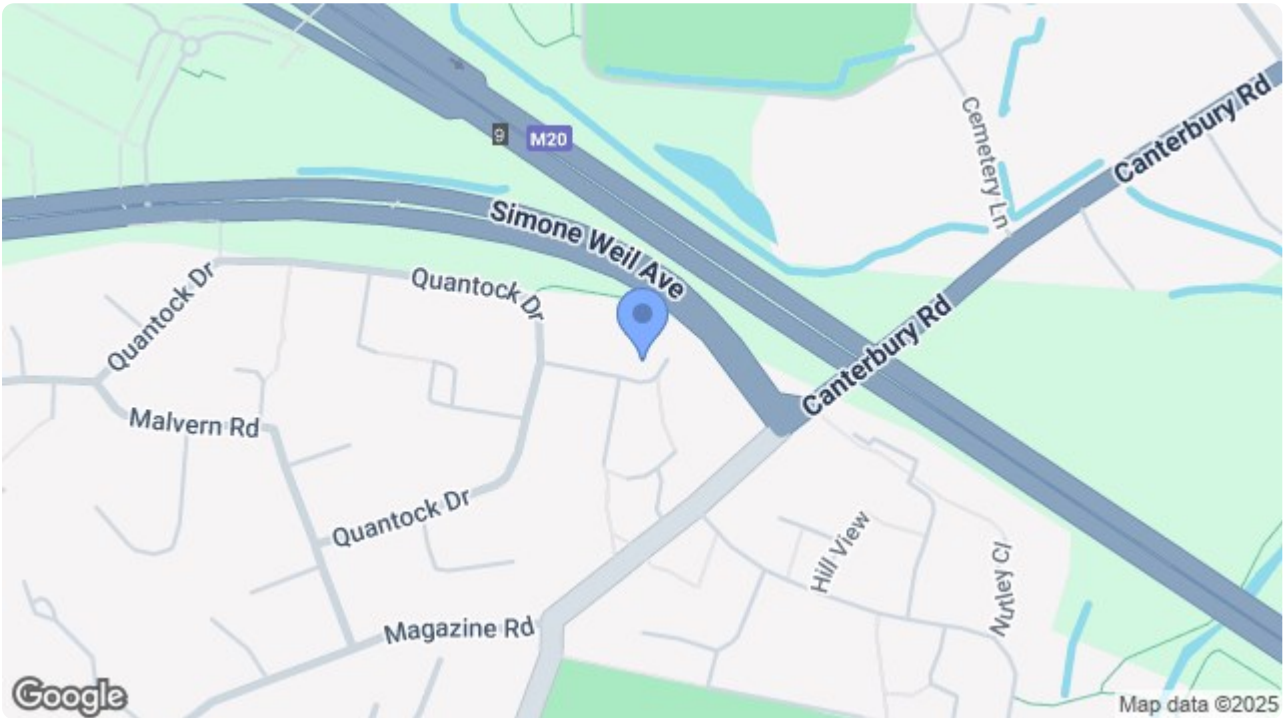 Canterbury Rd
Cemetery Ln
9
M20
Simone Weil Ave
Quantock Dr
Quantock Dr
Canterbury Rd
Malvern Rd
Quantock Dr
Hill View
Nutley Cl
Magazine Rd
Google
Map data ©2025